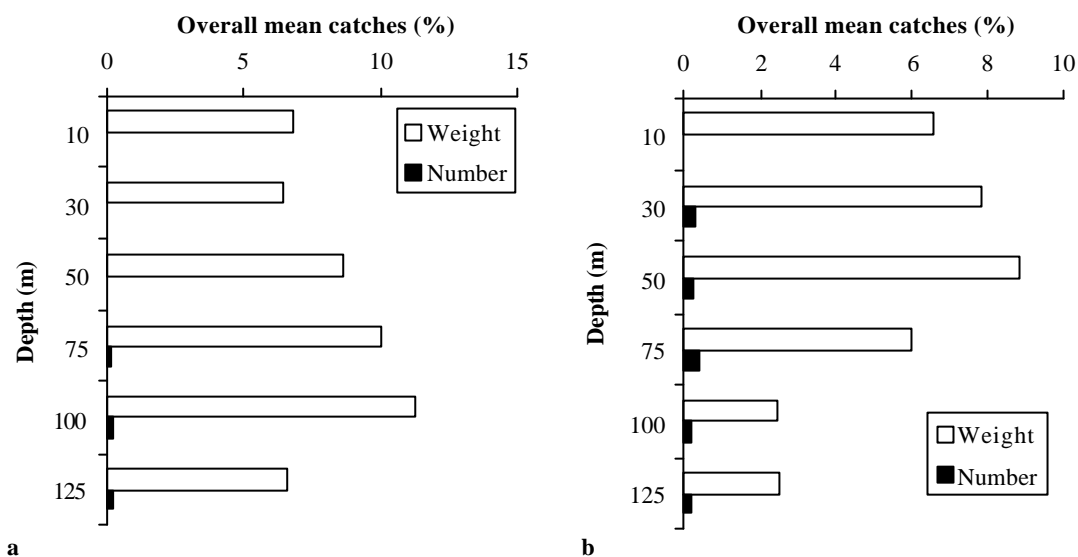 Overall mean catches (%)
0 5 10 15
10
30
50
75
100
125
Depth (m)
Weight
Number
a
Overall mean catches (%)
0 2 4 6 8 10
10
30
50
75
100
125
Depth (m)
Weight
Number
b